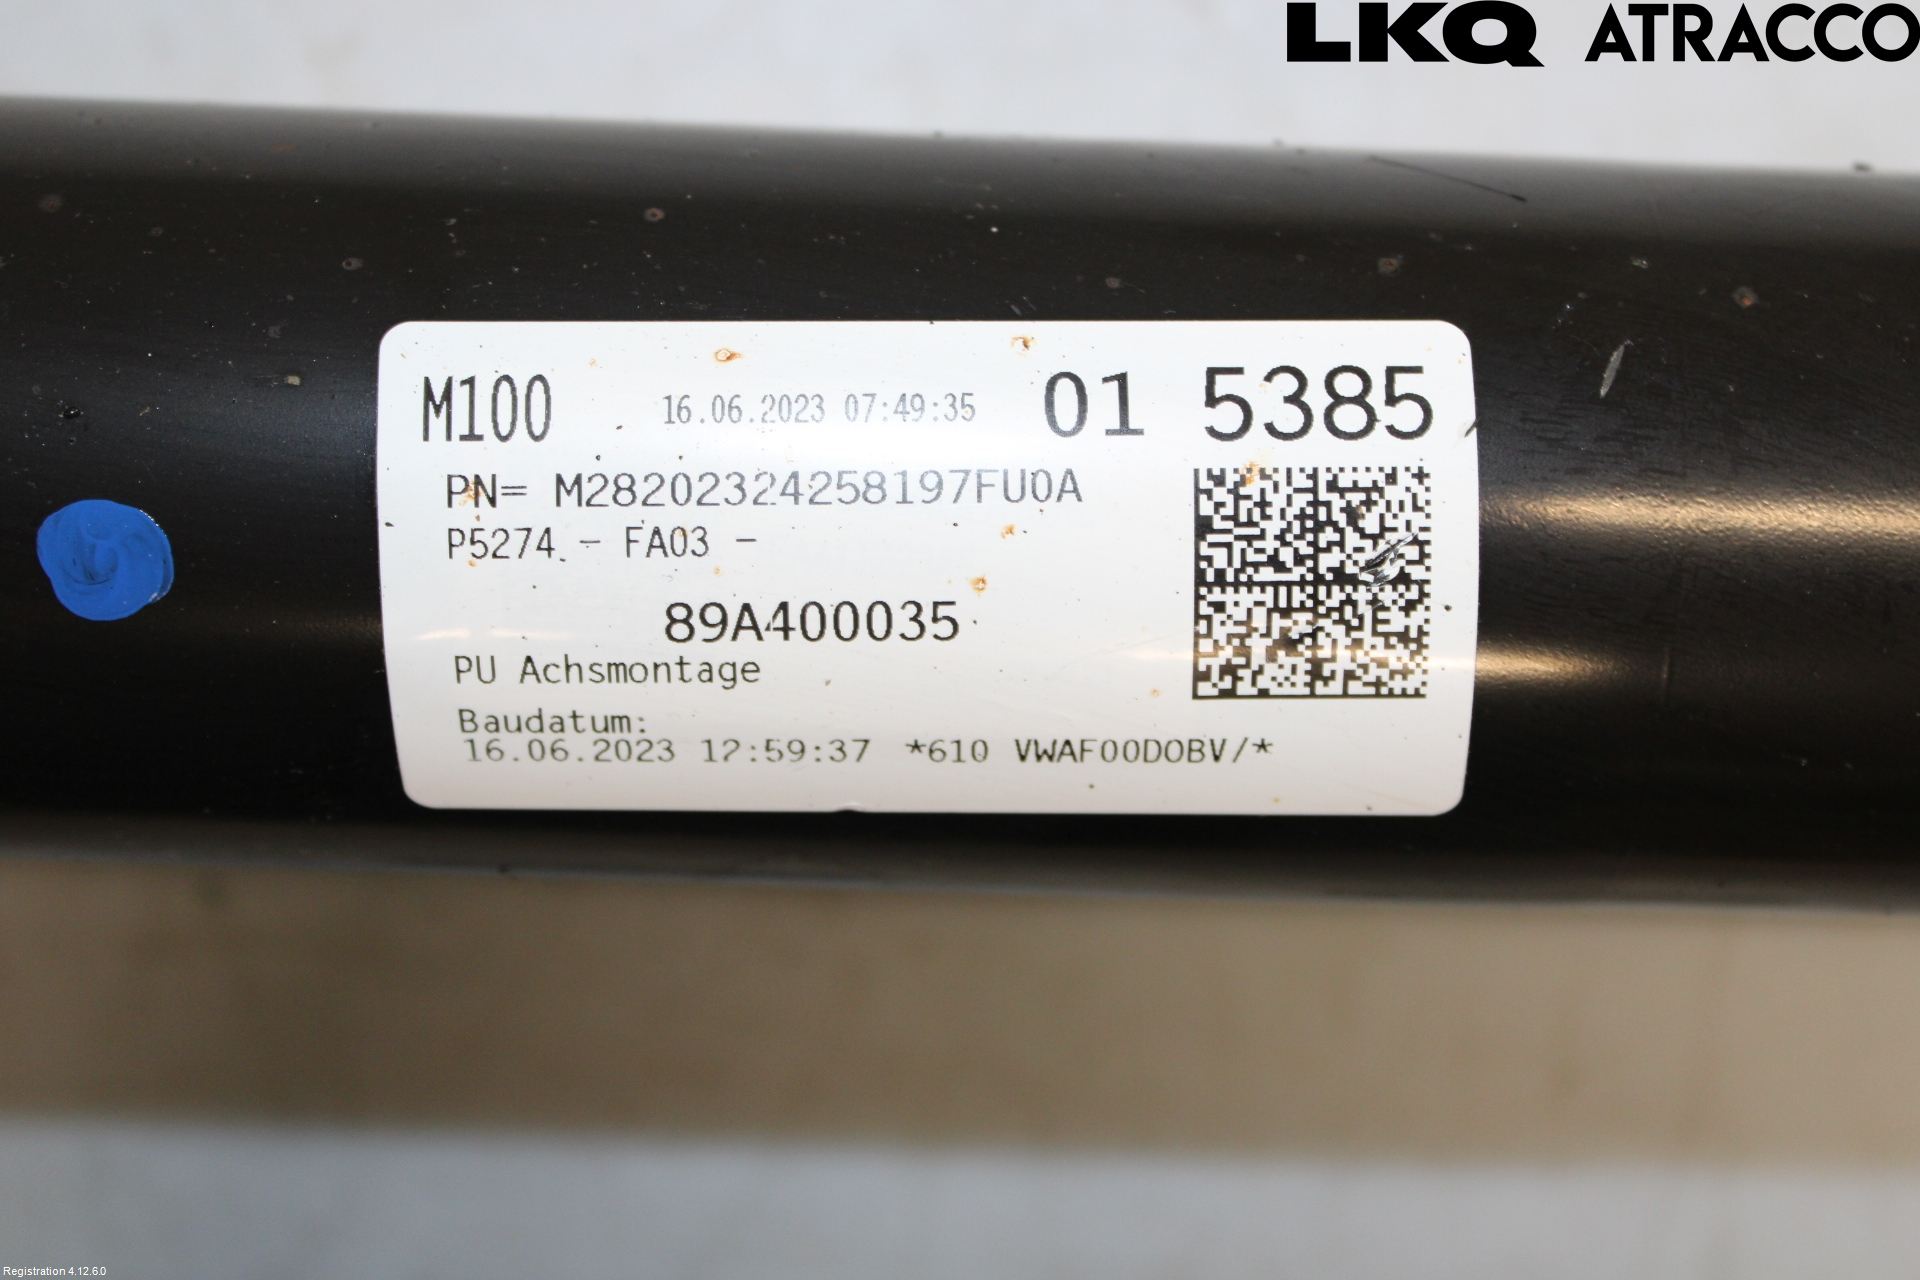 LKQ ATRACCO
M100 16.06.2023 07:49:35 01 5385
PN= M28202324258197FU0A
P5274 - FA03 -
89A400035
PU Achsmontage
Baudatum:
16.06.2023 12:59:37 *610 VWAF00DOBV/*
Registration 4.12.6.0